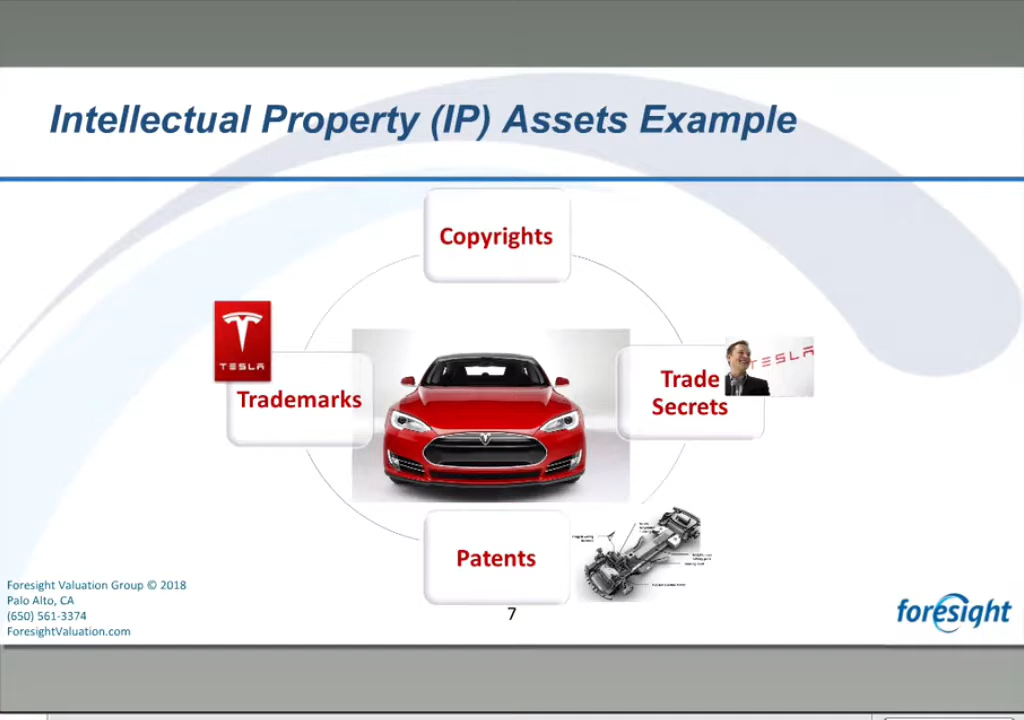 Intellectual Property (IP) Assets Example
Copyrights
TESLA
Trademarks
Trade
Secrets
TESLA
Patents
Foresight Valuation Group © 2018
Palo Alto, CA
(650) 561-3374
ForesightValuation.com
7
foresight